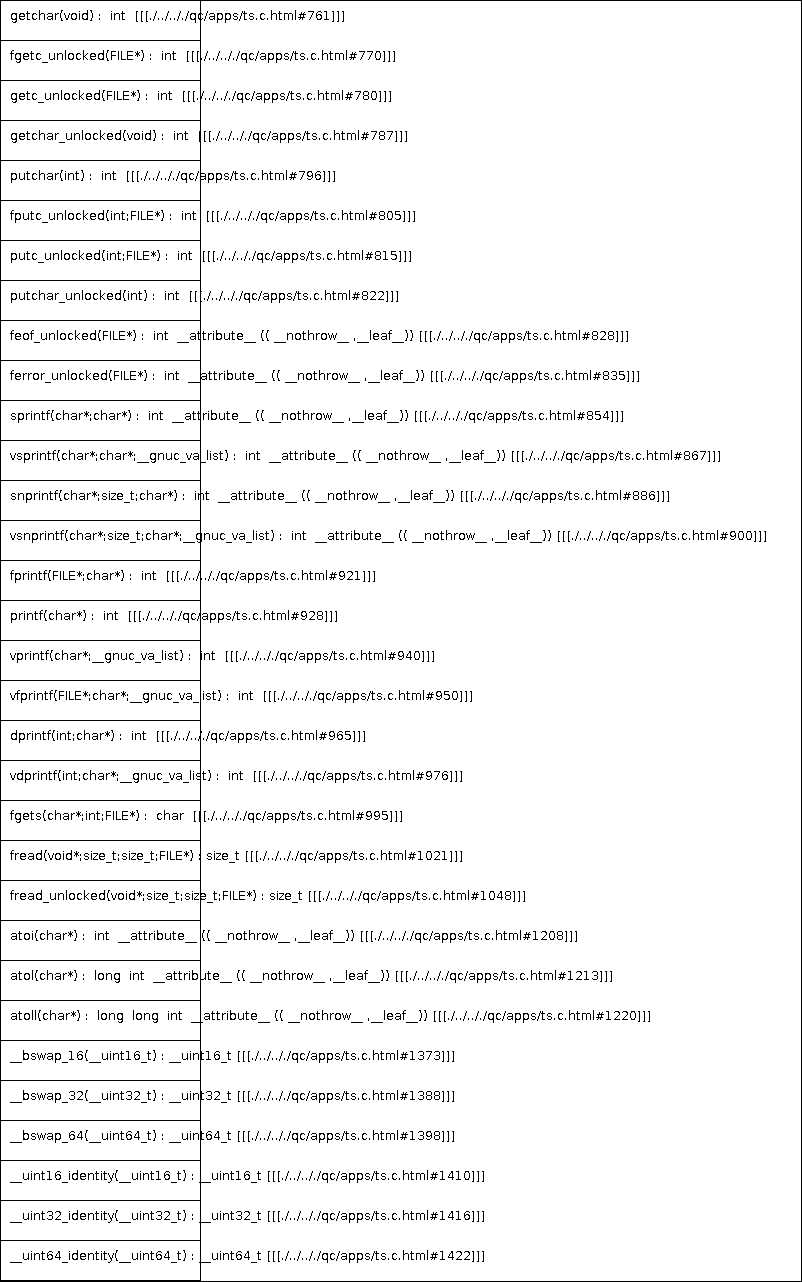 getchar(void) : int [[[./../.././qc/apps/ts.c.html#761]]]
fgetc_unlocked(FILE*) : int [[[./../.././qc/apps/ts.c.html#770]]]
getc_unlocked(FILE*) : int [[[./../.././qc/apps/ts.c.html#780]]]
getchar_unlocked(void) : int [[[./../.././qc/apps/ts.c.html#787]]]
putchar(int) : int [[[./../.././qc/apps/ts.c.html#796]]]
fputc_unlocked(int;FILE*) : int [[[./../.././qc/apps/ts.c.html#805]]]
putc_unlocked(int;FILE*) : int [[[./../.././qc/apps/ts.c.html#815]]]
putchar_unlocked(int) : int [[[./../.././qc/apps/ts.c.html#822]]]
feof_unlocked(FILE*) : int __attribute__ (( __nothrow__ ,__leaf__)) [[[./../.././qc/apps/ts.c.html#828]]]
ferror_unlocked(FILE*) : int __attribute__ (( __nothrow__ ,__leaf__)) [[[./../.././qc/apps/ts.c.html#835]]]
sprintf(char*;char*) : int __attribute__ (( __nothrow__ ,__leaf__)) [[[./../.././qc/apps/ts.c.html#854]]]
vsprintf(char*;char*;__gnuc_va_list) : int __attribute__ (( __nothrow__ ,__leaf__)) [[[./../.././qc/apps/ts.c.html#867]]]
snprintf(char*;size_t;char*) : int __attribute__ (( __nothrow__ ,__leaf__)) [[[./../.././qc/apps/ts.c.html#886]]]
vsnprintf(char*;size_t;char*;__gnuc_va_list) : int __attribute__ (( __nothrow__ ,__leaf__)) [[[./../.././qc/apps/ts.c.html#900]]]
fprintf(FILE*;char*) : int [[[./../.././qc/apps/ts.c.html#921]]]
printf(char*) : int [[[./../.././qc/apps/ts.c.html#928]]]
vprintf(char*;__gnuc_va_list) : int [[[./../.././qc/apps/ts.c.html#940]]]
vfprintf(FILE*;char*;__gnuc_va_list) : int [[[./../.././qc/apps/ts.c.html#950]]]
dprintf(int;char*) : int [[[./../.././qc/apps/ts.c.html#965]]]
vdprintf(int;char*;__gnuc_va_list) : int [[[./../.././qc/apps/ts.c.html#976]]]
fgets(char*;int;FILE*) : char [[[./../.././qc/apps/ts.c.html#995]]]
fread(void*;size_t;size_t;FILE*) : size_t [[[./../.././qc/apps/ts.c.html#1021]]]
fread_unlocked(void*;size_t;size_t;FILE*) : size_t [[[./../.././qc/apps/ts.c.html#1048]]]
atoi(char*) : int __attribute__ (( __nothrow__ ,__leaf__)) [[[./../.././qc/apps/ts.c.html#1208]]]
atol(char*) : long int __attribute__ (( __nothrow__ ,__leaf__)) [[[./../.././qc/apps/ts.c.html#1213]]]
atoll(char*) : long long int __attribute__ (( __nothrow__ ,__leaf__)) [[[./../.././qc/apps/ts.c.html#1220]]]
__bswap_16(__uint16_t) : __uint16_t [[[./../.././qc/apps/ts.c.html#1373]]]
__bswap_32(__uint32_t) : __uint32_t [[[./../.././qc/apps/ts.c.html#1388]]]
__bswap_64(__uint64_t) : __uint64_t [[[./../.././qc/apps/ts.c.html#1398]]]
__uint16_identity(__uint16_t) : __uint16_t [[[./../.././qc/apps/ts.c.html#1410]]]
__uint32_identity(__uint32_t) : __uint32_t [[[./../.././qc/apps/ts.c.html#1416]]]
__uint64_identity(__uint64_t) : __uint64_t [[[./../.././qc/apps/ts.c.html#1422]]]